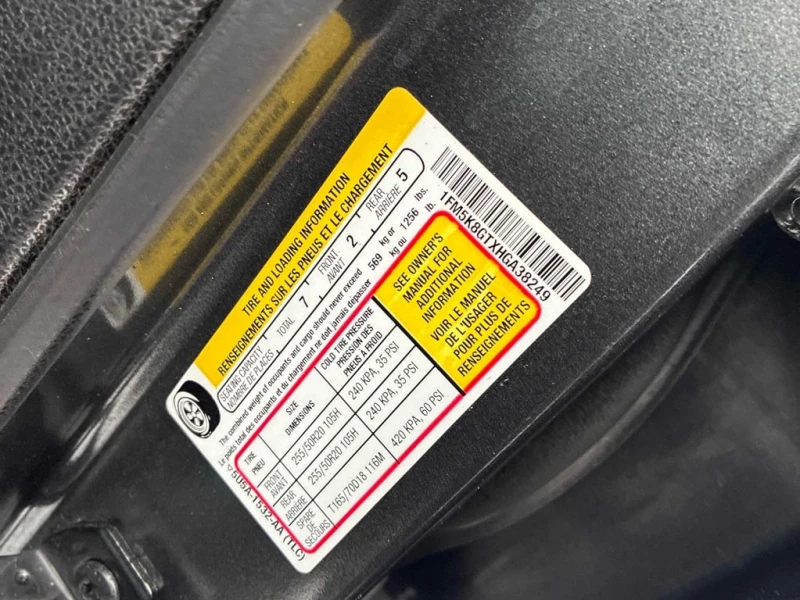 TIRE AND LOADING INFORMATION
RENSEIGNEMENTS SUR LES PNEUS ET LE CHARGEMENT
SEATING CAPACITY
NOMBRE DE PLACES
TOTAL 7
FRONT
AVANT 2
REAR
ARRIÈRE 5
The combined weight of occupants and cargo should never exceed 569 kg or 1256 lbs.
Le poids total des occupants et du chargement ne doit jamais dépasser 569 kg ou 1256 lb.
TIRE
PNEU
SIZE
DIMENSIONS
COLD TIRE PRESSURE
PRESSION DES
PNEUS A FROID
FRONT
AVANT
255/50R20 105H
240 KPA, 35 PSI
REAR
ARRIÈRE
255/50R20 105H
240 KPA, 35 PSI
SPARE
DE
SECOURS
T165/70D18 116M
420 KPA, 60 PSI
SEE OWNER'S
MANUAL FOR
ADDITIONAL
INFORMATION
VOIR LE MANUEL
DE L'USAGER
POUR PLUS DE
RENSEIGNEMENTS
1FM5K8GTXHGA38249
1532-AA (TLC)